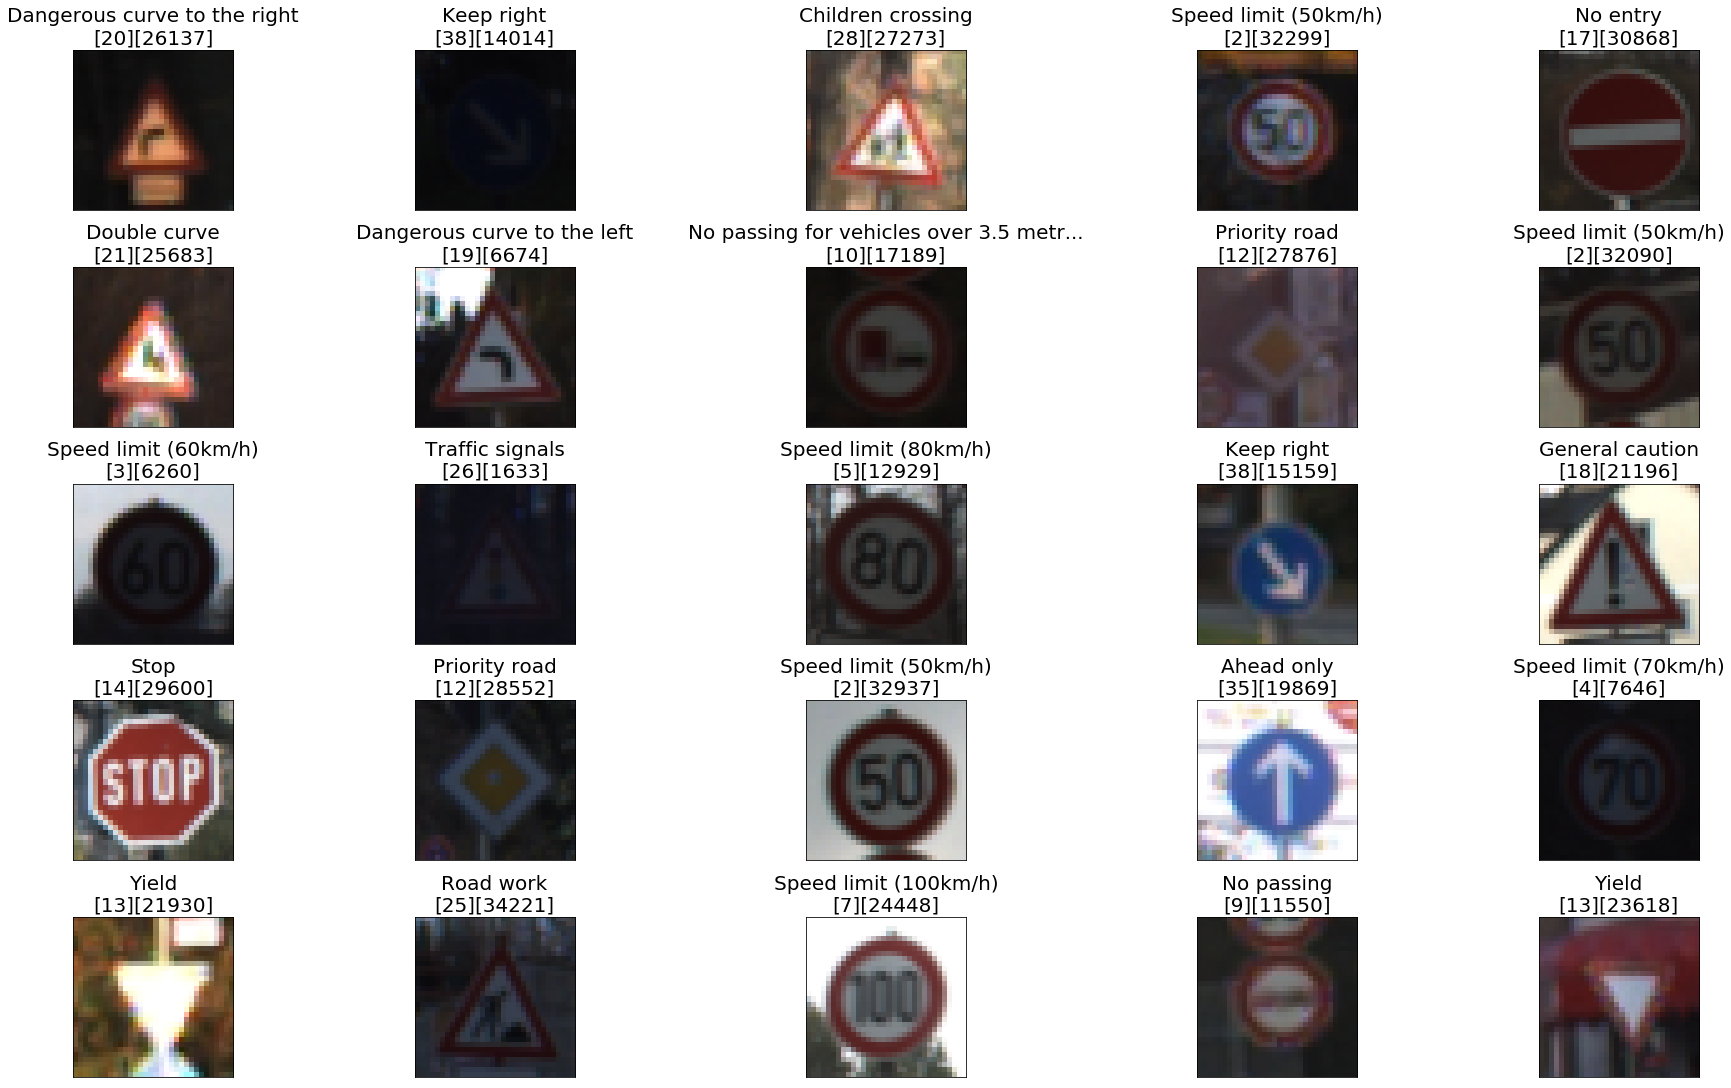 Dangerous curve to the right
[20][26137]
Keep right
[38][14014]
Children crossing
[28][27273]
Speed limit (50km/h)
[2][32299]
50
No entry
[17][30868]
Double curve
[21][25683]
Dangerous curve to the left
[19][6674]
No passing for vehicles over 3.5 metr...
[10][17189]
Priority road
[12][27876]
Speed limit (50km/h)
[2][32090]
50
Speed limit (60km/h)
[3][6260]
60
Traffic signals
[26][1633]
Speed limit (80km/h)
[5][12929]
80
Keep right
[38][15159]
General caution
[18][21196]
!
Stop
[14][29600]
STOP
Priority road
[12][28552]
Speed limit (50km/h)
[2][32937]
50
Ahead only
[35][19869]
Speed limit (70km/h)
[4][7646]
70
Yield
[13][21930]
Road work
[25][34221]
Speed limit (100km/h)
[7][24448]
100
No passing
[9][11550]
Yield
[13][23618]